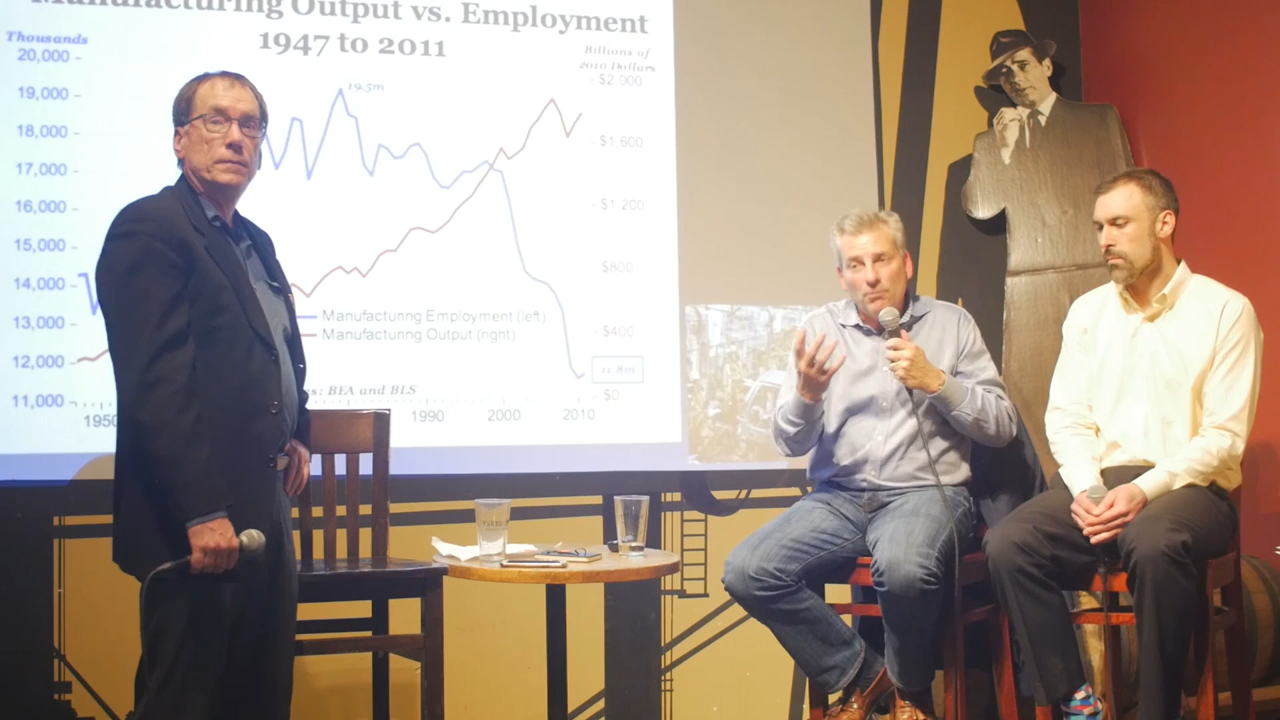 Manufacturing Output vs. Employment
1947 to 2011
Thousands
Billions of
2010 Dollars
20,000
19,000
18,000
17,000
16,000
15,000
14,000
13,000
12,000
11,000
19.5m
$2,000
$1,600
$1,200
$800
$400
$0
11.8m
Manufacturing Employment (left)
Manufacturing Output (right)
s: BEA and BLS
1950
1990
2000
2010